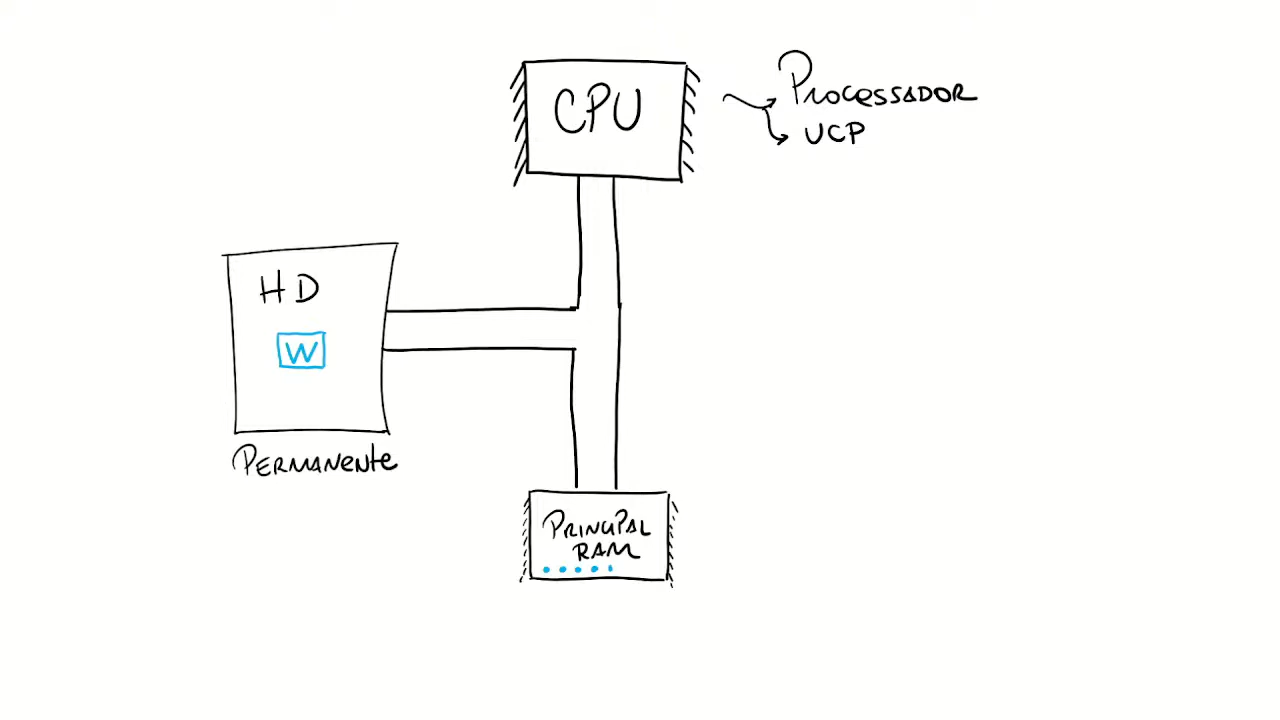 CPU
Processador
UCP
HD
W
Permanente
Principal
RAM